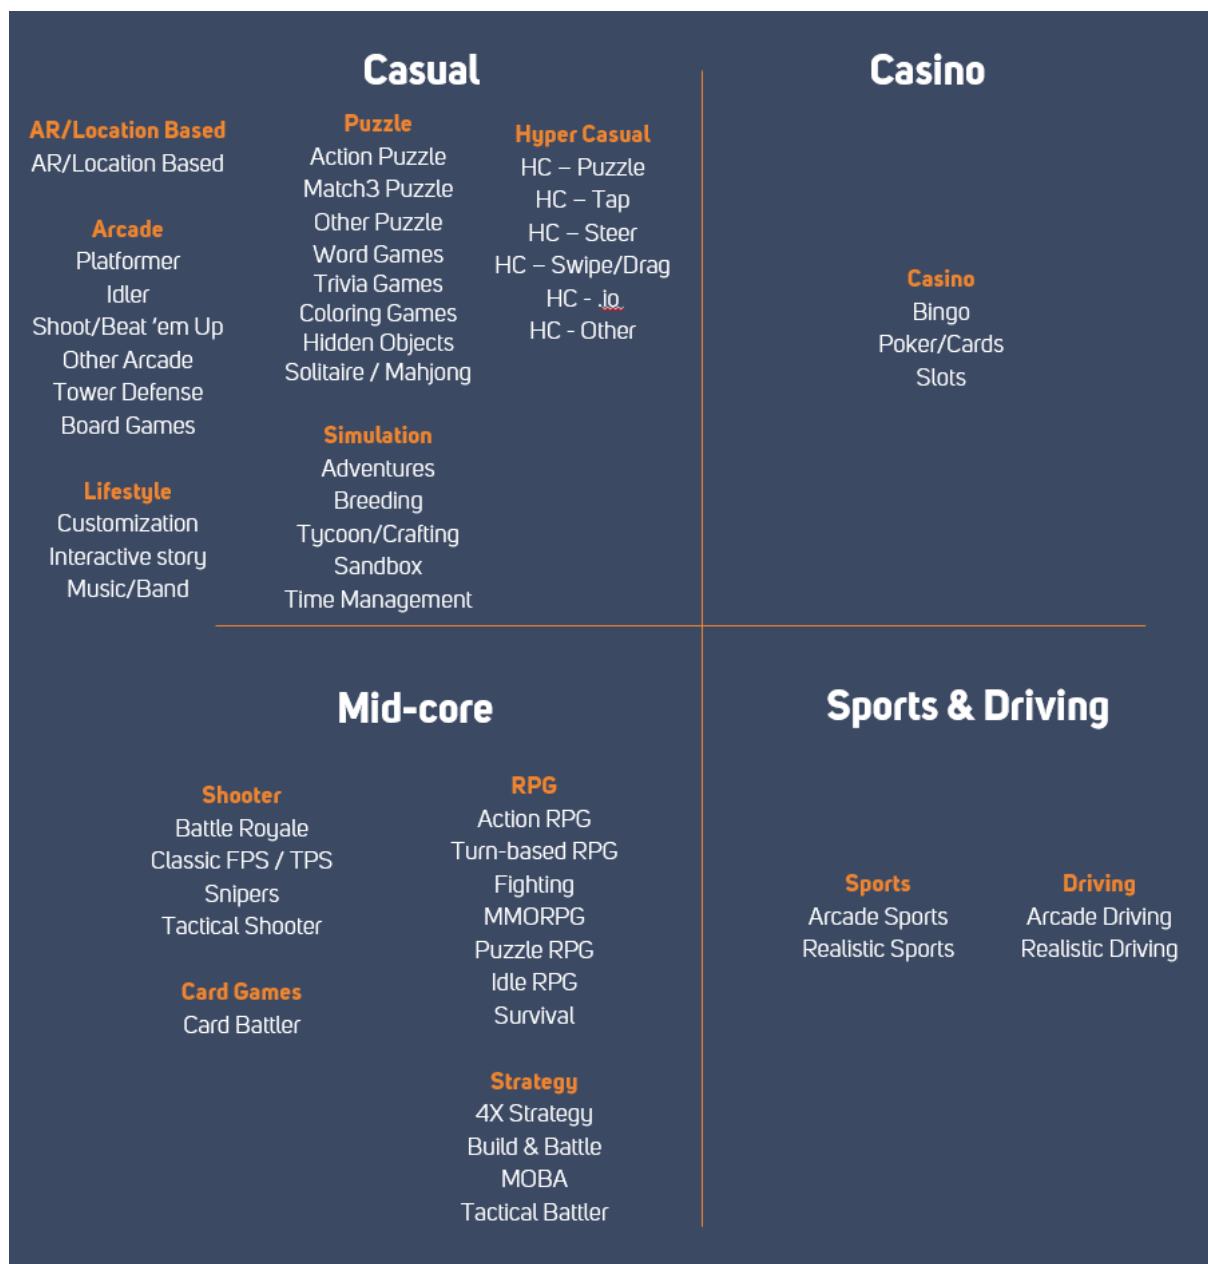 Casual
AR/Location Based
AR/Location Based
Arcade
Platformer
Idler
Shoot/Beat ‘em Up
Other Arcade
Tower Defense
Board Games
Lifestyle
Customization
Interactive story
Music/Band
Puzzle
Action Puzzle
Match3 Puzzle
Other Puzzle
Word Games
Trivia Games
Coloring Games
Hidden Objects
Solitaire / Mahjong
Simulation
Adventures
Breeding
Tycoon/Crafting
Sandbox
Time Management
Hyper Casual
HC – Puzzle
HC – Tap
HC – Steer
HC – Swipe/Drag
HC - .io
HC - Other
Casino
Casino
Bingo
Poker/Cards
Slots
Mid-core
Shooter
Battle Royale
Classic FPS / TPS
Snipers
Tactical Shooter
Card Games
Card Battler
RPG
Action RPG
Turn-based RPG
Fighting
MMORPG
Puzzle RPG
Idle RPG
Survival
Strategy
4X Strategy
Build & Battle
MOBA
Tactical Battler
Sports & Driving
Sports
Arcade Sports
Realistic Sports
Driving
Arcade Driving
Realistic Driving